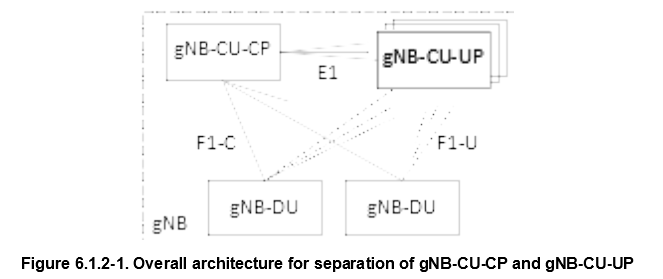 gNB-CU-CP
gNB-CU-UP
E1
F1-C
F1-U
gNB-DU
gNB-DU
gNB
Figure 6.1.2-1. Overall architecture for separation of gNB-CU-CP and gNB-CU-UP